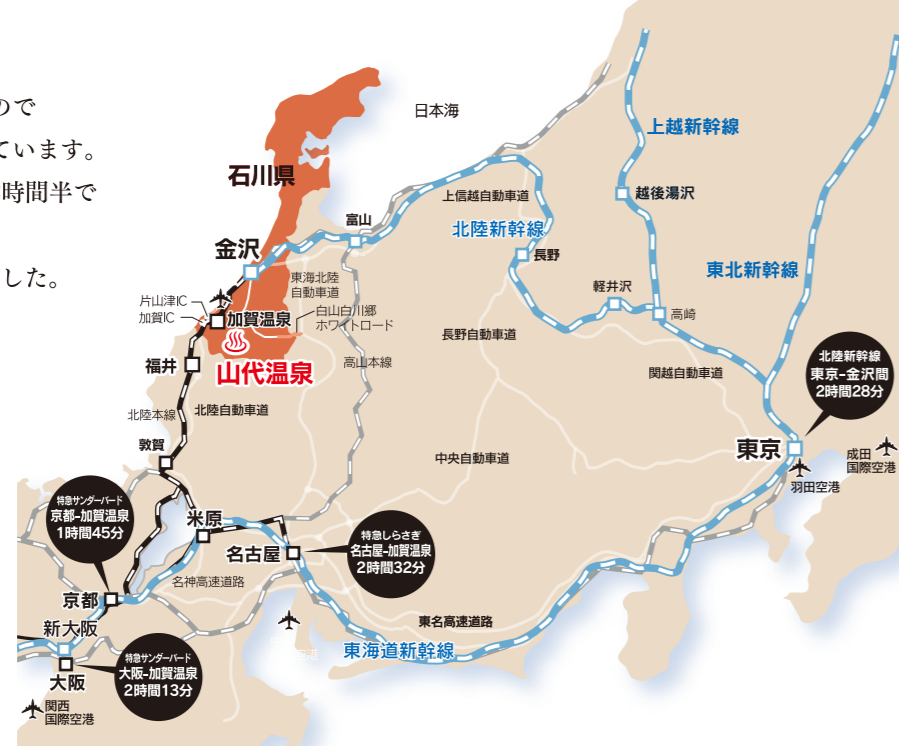 ので
ています。
時間半で
した。
日本海
石川県
上越新幹線
越後湯沢
上信越自動車道
富山
北陸新幹線
長野
東北新幹線
金沢
東海北陸
自動車道
軽井沢
高崎
片山津IC
加賀IC
加賀温泉
白山白川郷
ホワイトロード
長野自動車道
山代温泉
高山本線
関越自動車道
福井
北陸新幹線
東京-金沢間
2時間28分
北陸本線
北陸自動車道
敦賀
中央自動車道
東京
羽田空港
成田
国際空港
特急サンダーバード
京都-加賀温泉
1時間45分
米原
名古屋
特急しらさぎ
名古屋-加賀温泉
2時間32分
名神高速道路
京都
新大阪
東名高速道路
東海道新幹線
特急サンダーバード
大阪-加賀温泉
2時間13分
大阪
関西
国際空港